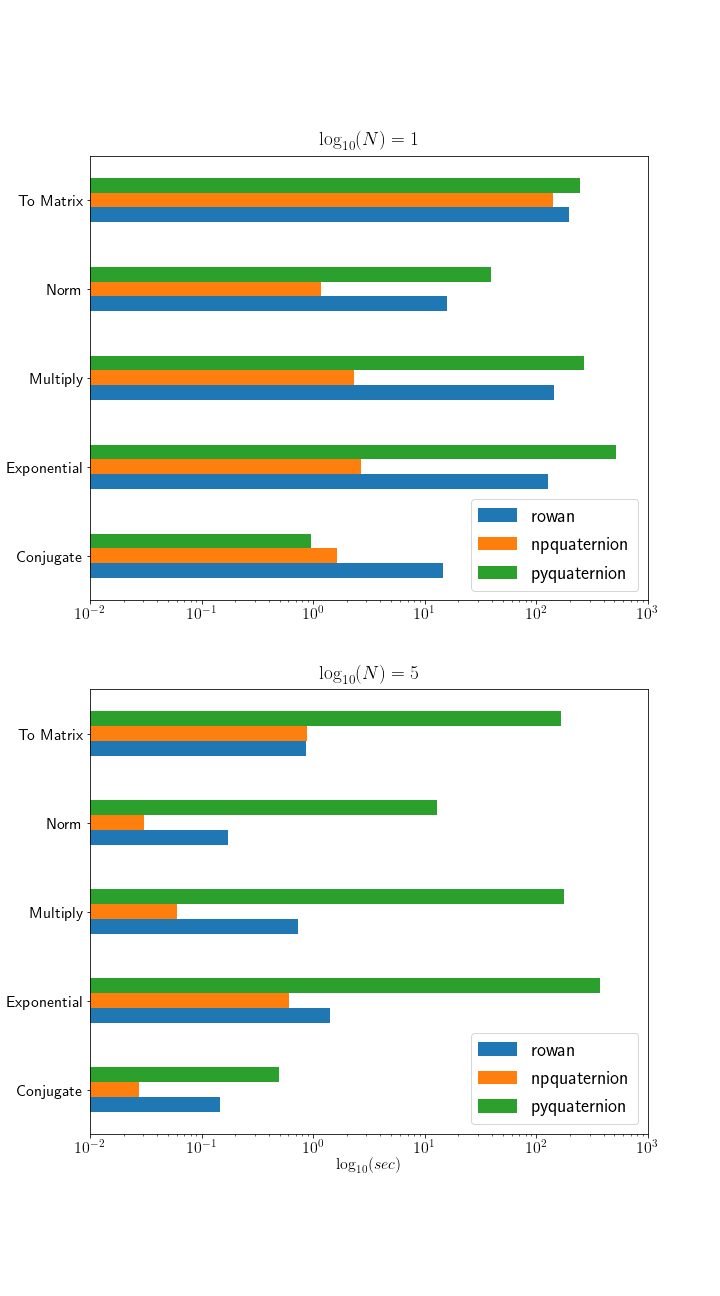 log₁₀(N) = 1
To Matrix
Norm
Multiply
Exponential
Conjugate
rowan
npquaternion
pyquaternion
10⁻² 10⁻¹ 10⁰ 10¹ 10² 10³
log₁₀(N) = 5
To Matrix
Norm
Multiply
Exponential
Conjugate
rowan
npquaternion
pyquaternion
10⁻² 10⁻¹ 10⁰ 10¹ 10² 10³
log₁₀(sec)